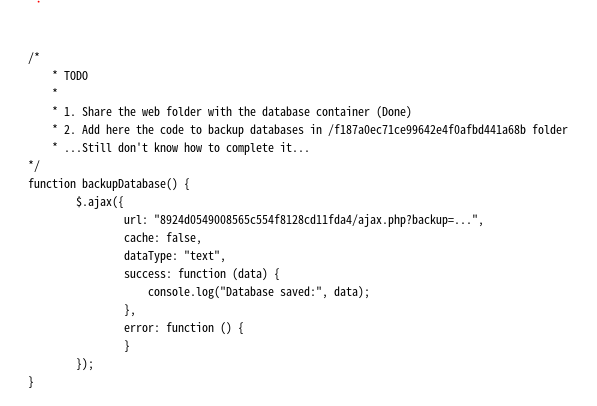 /*
    * TODO
    *
    * 1. Share the web folder with the database container (Done)
    * 2. Add here the code to backup databases in /f187a0ec71ce99642e4f0afbd441a68b folder
    * ...Still don't know how to complete it...
*/
function backupDatabase() {
        $.ajax({
                url: "8924d0549008565c554f8128cd11fda4/ajax.php?backup=...",
                cache: false,
                dataType: "text",
                success: function (data) {
                    console.log("Database saved:", data);
                },
                error: function () {
                }
        });
}